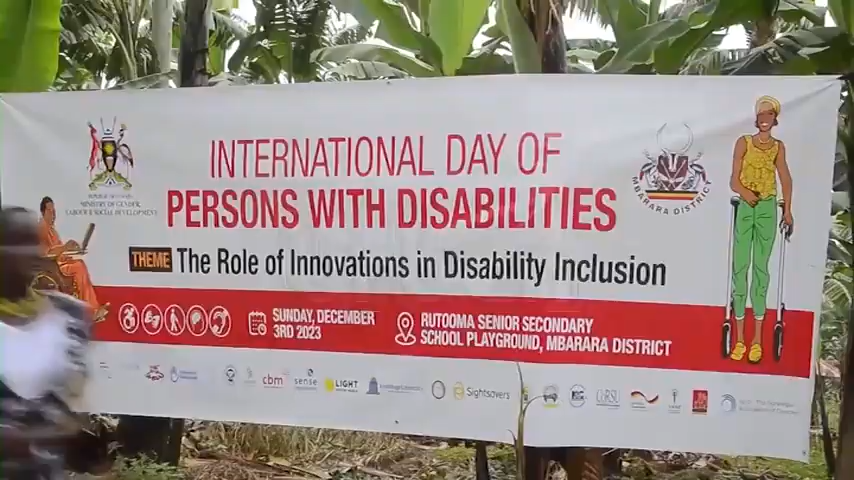 INTERNATIONAL DAY OF
PERSONS WITH DISABILITIES
MINISTRY OF GENDER,
LABOUR & SOCIAL DEVELOPMENT
MBARARA DISTRICT
THEME The Role of Innovations in Disability Inclusion
SUNDAY, DECEMBER
3RD 2023
RUTOOMA SENIOR SECONDARY
SCHOOL PLAYGROUND, MBARARA DISTRICT
cbm
sense
LIGHT
Sightsavers